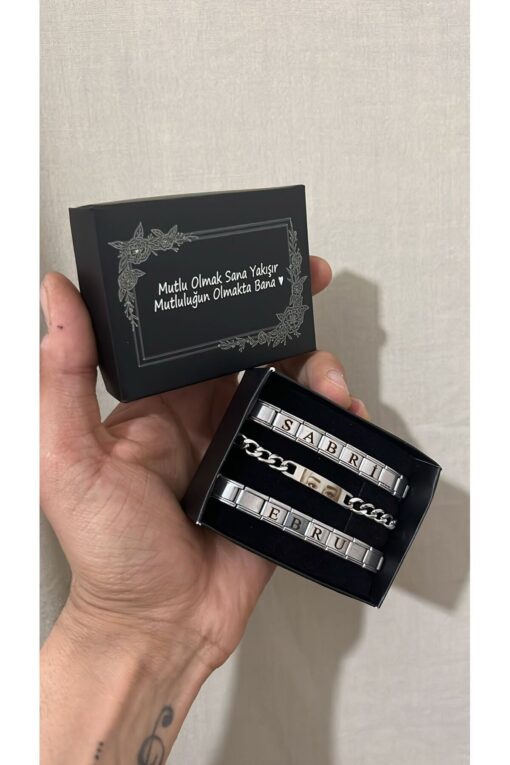 Mutlu Olmak Sana Yakışır
Mutluluğun Olmakta Bana ♥
SABRİ
EBRU